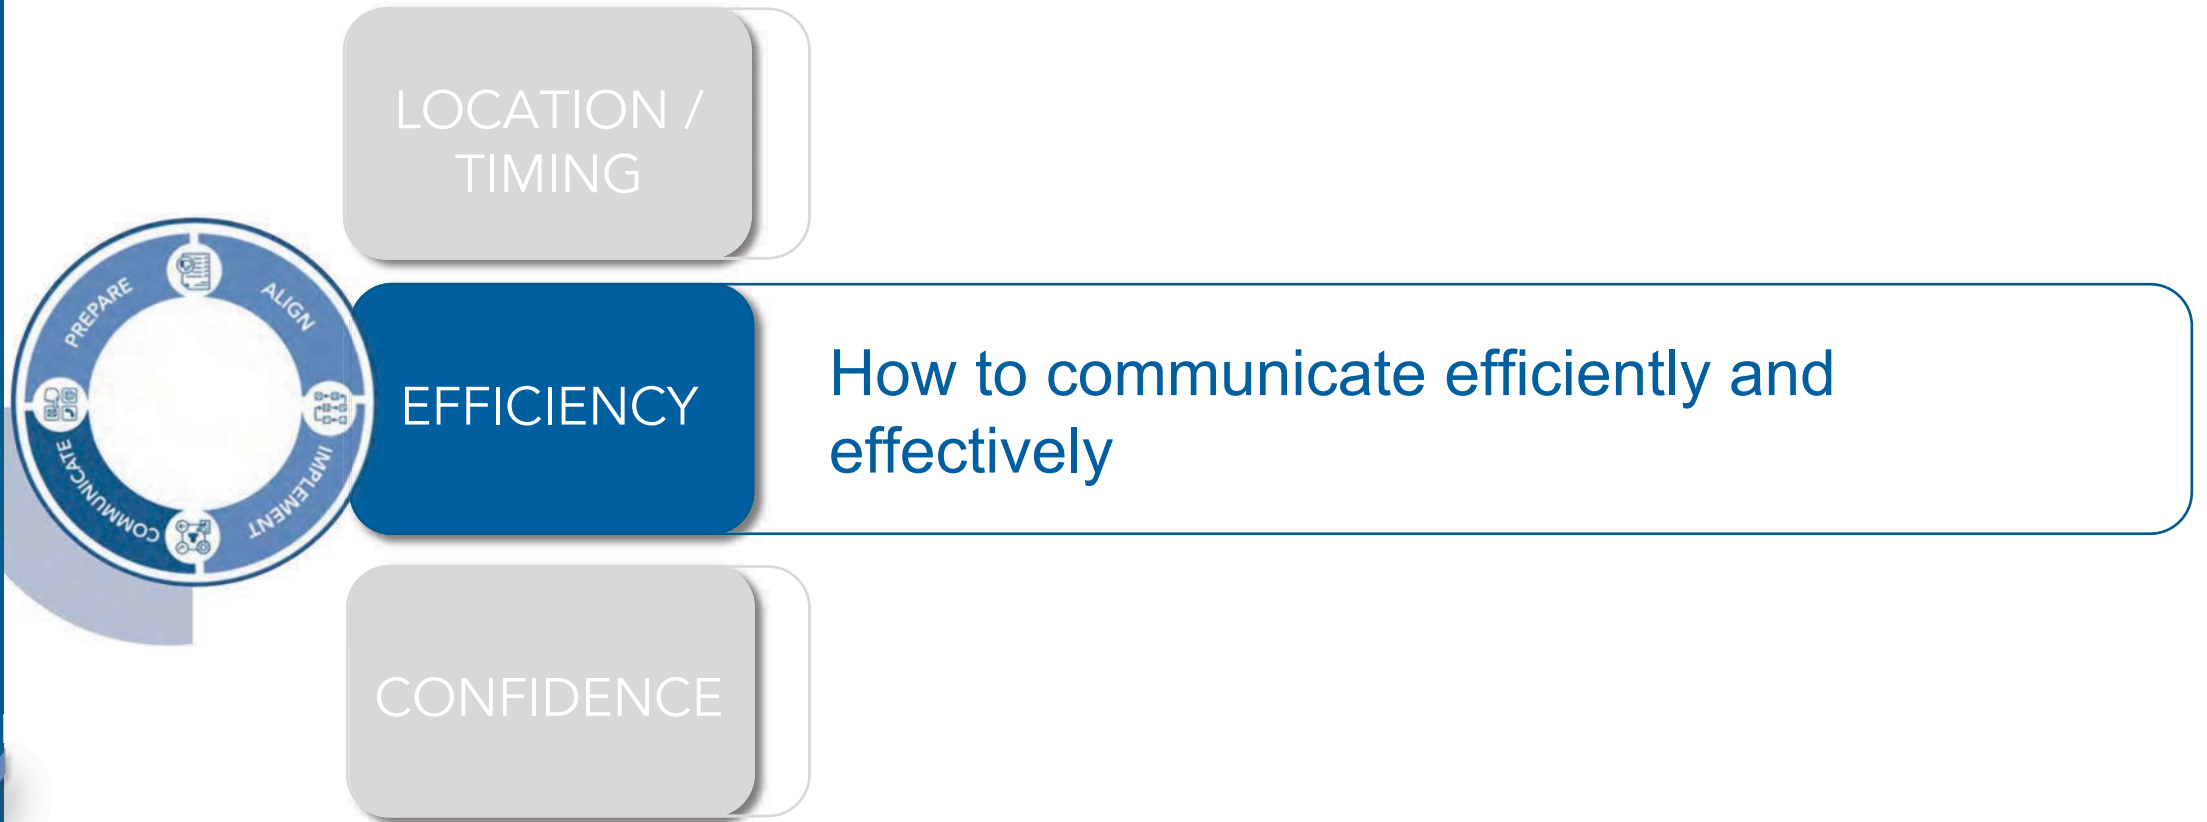 LOCATION /
TIMING
PREPARE
ALIGN
EFFICIENCY
How to communicate efficiently and
effectively
COMMUNICATE
IMPLEMENT
CONFIDENCE